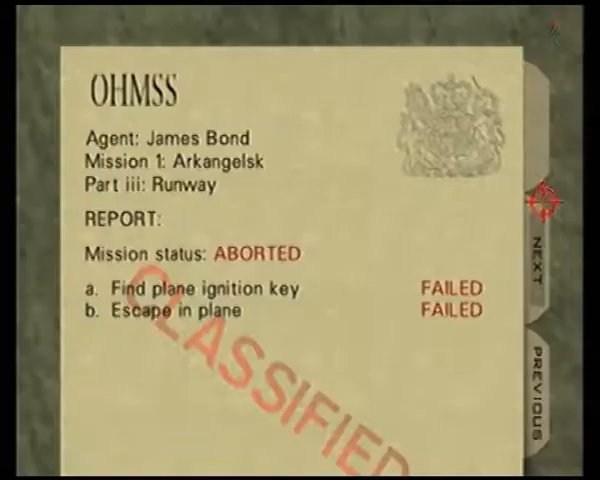 OHMSS
Agent: James Bond
Mission 1: Arkangelsk
Part iii: Runway
REPORT:
Mission status: ABORTED
a. Find plane ignition key FAILED
b. Escape in plane FAILED
CLASSIFIED
NEXT
PREVIOUS